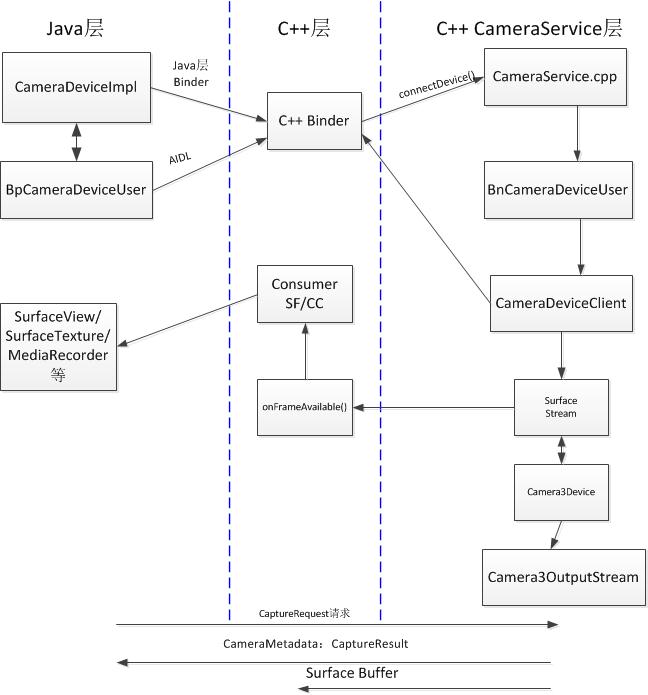 Java层
C++层
C++ CameraService层
CameraDeviceImpl
Java层
Binder
C++ Binder
connectDevice()
CameraService.cpp
BpCameraDeviceUser
AIDL
BnCameraDeviceUser
Consumer
SF/CC
CameraDeviceClient
SurfaceView/
SurfaceTexture/
MediaRecorder
等
onFrameAvailable()
Surface
Stream
Camera3Device
Camera3OutputStream
CaptureRequest请求
CameraMetadata：CaptureResult
Surface Buffer